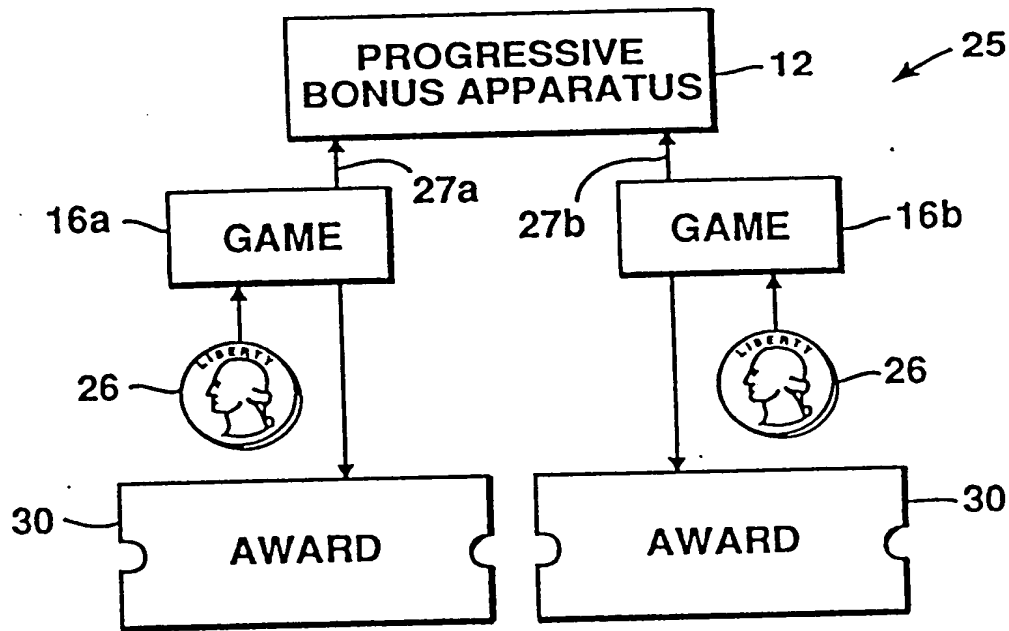 PROGRESSIVE
BONUS APPARATUS
12
25
27a
27b
16a
GAME
GAME
16b
LIBERTY
LIBERTY
26
26
30
AWARD
AWARD
30